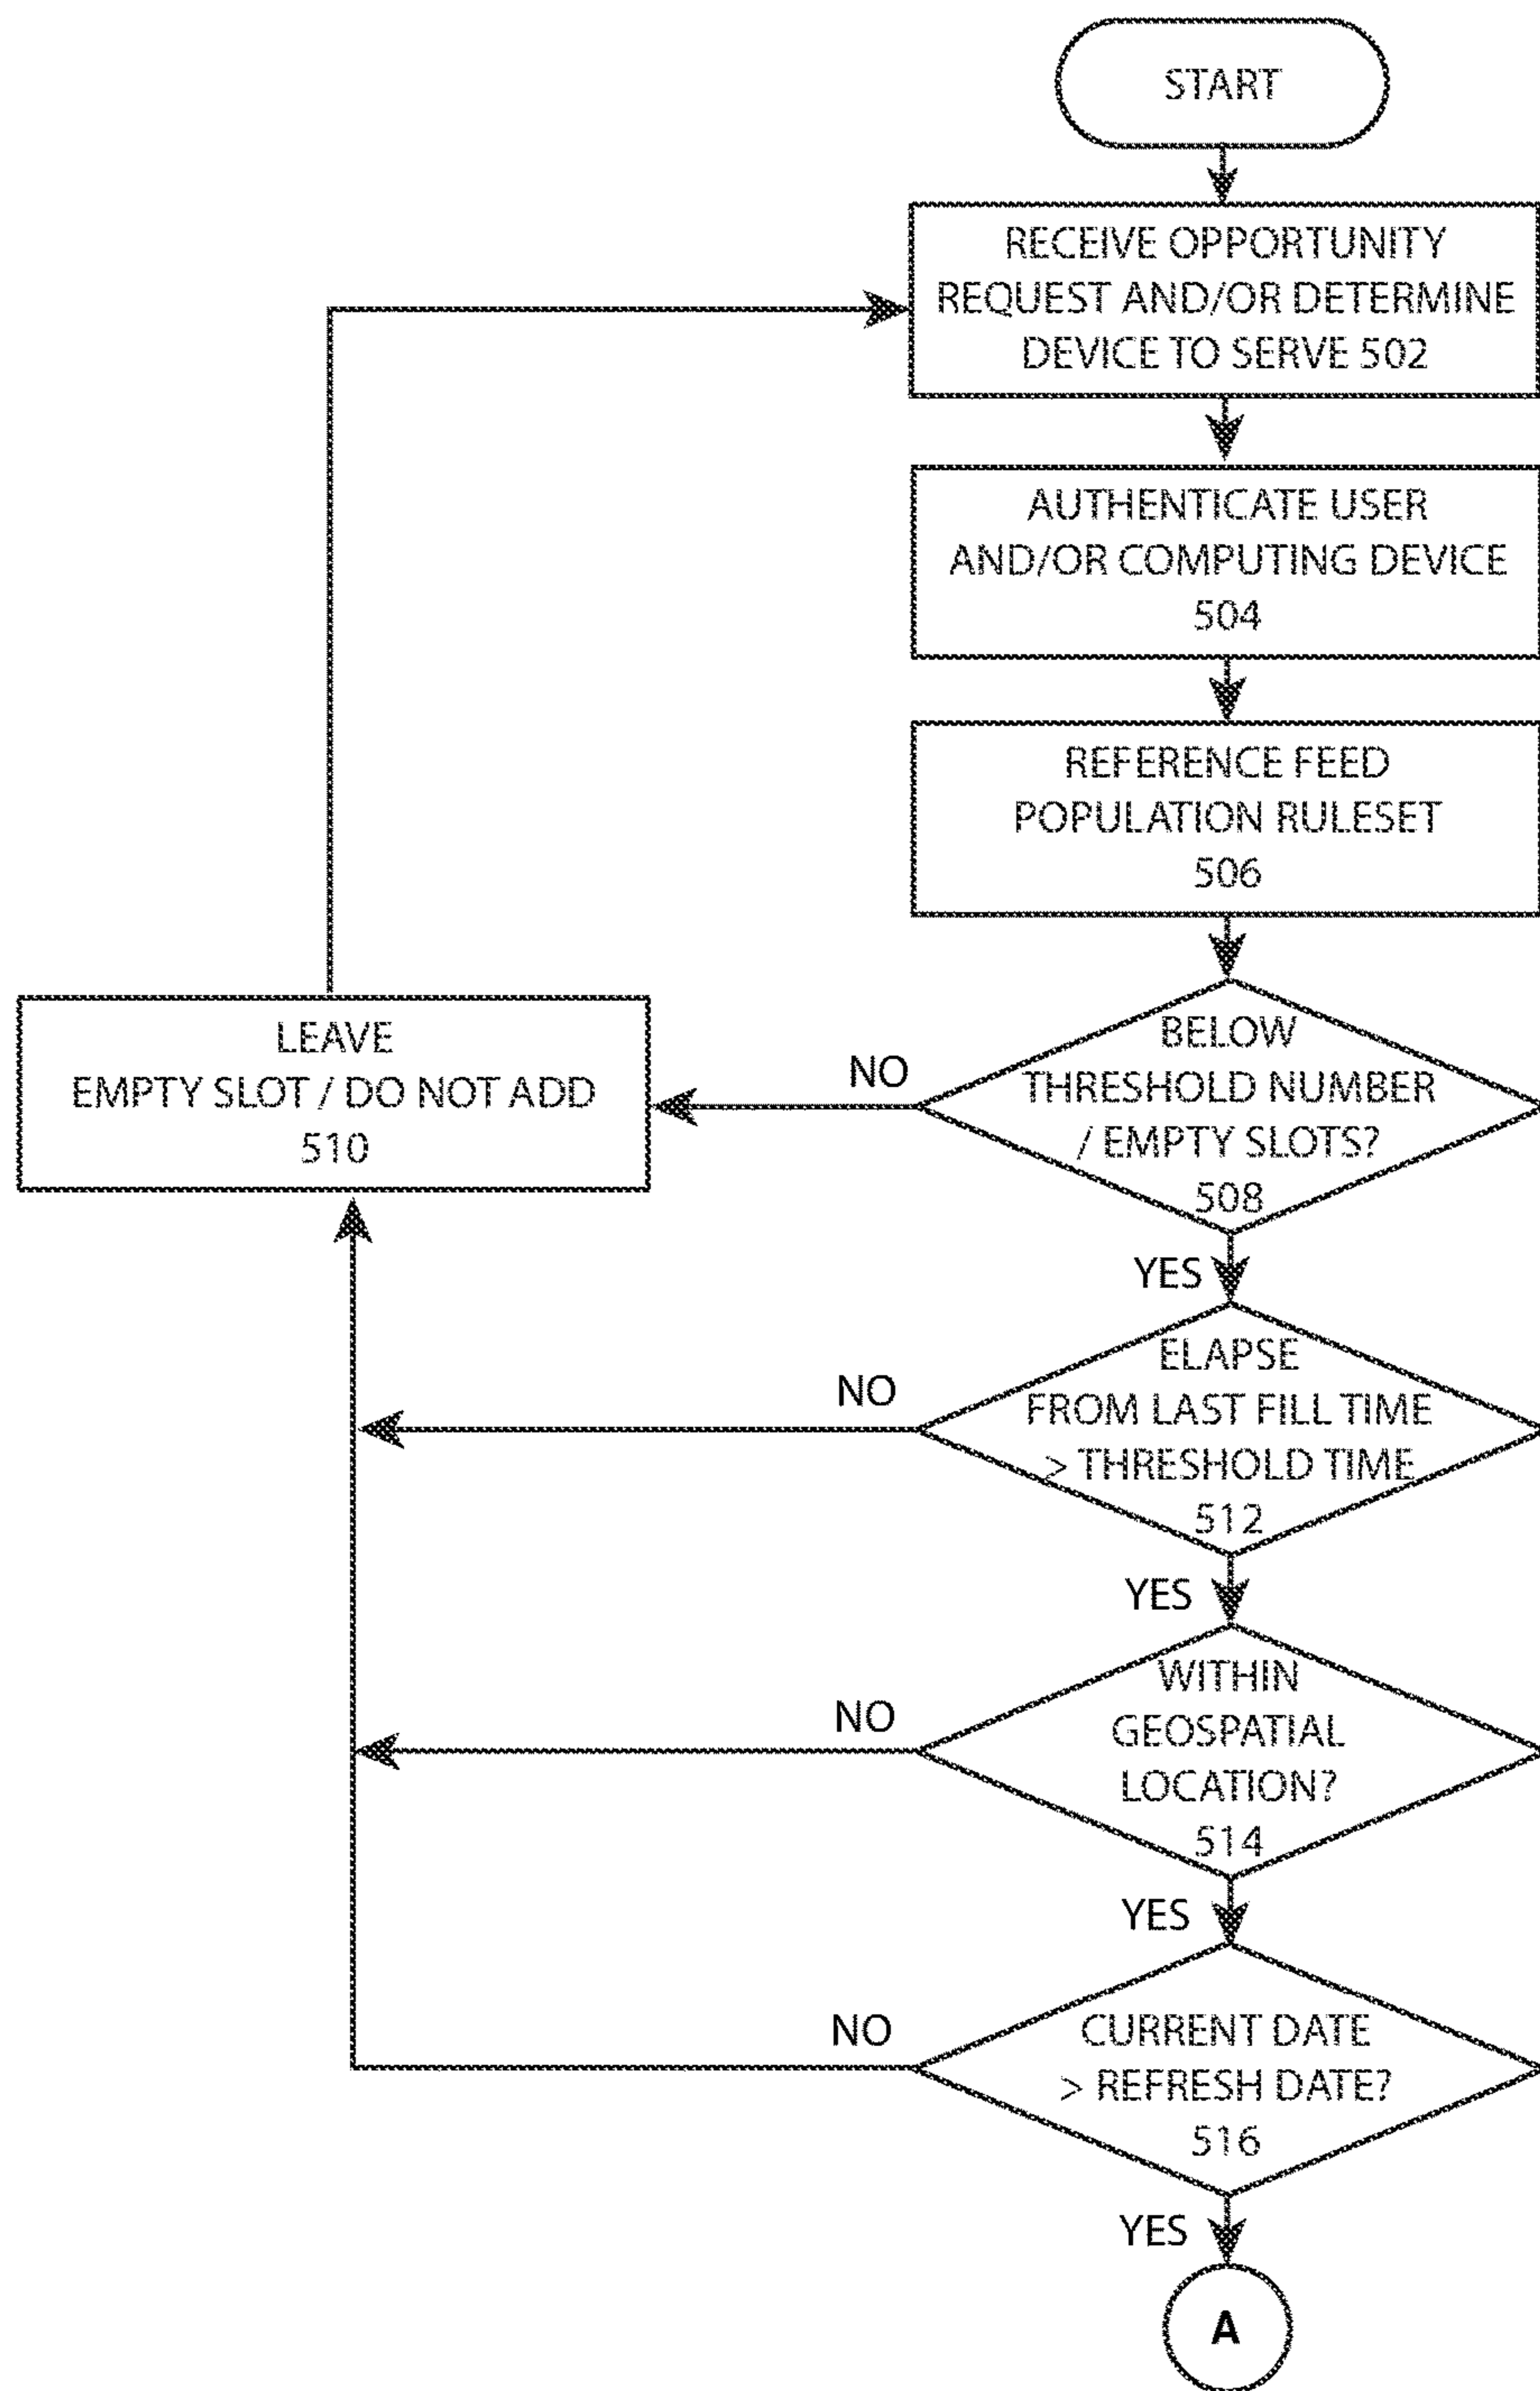 START
RECEIVE OPPORTUNITY
REQUEST AND/OR DETERMINE
DEVICE TO SERVE 502
AUTHENTICATE USER
AND/OR COMPUTING DEVICE
504
REFERENCE FEED
POPULATION RULESET
506
BELOW
THRESHOLD NUMBER
/ EMPTY SLOTS?
508
NO
LEAVE
EMPTY SLOT / DO NOT ADD
510
YES
ELAPSE
FROM LAST FILL TIME
> THRESHOLD TIME
512
NO
YES
WITHIN
GEOSPATIAL
LOCATION?
514
NO
YES
CURRENT DATE
> REFRESH DATE?
516
NO
YES
A